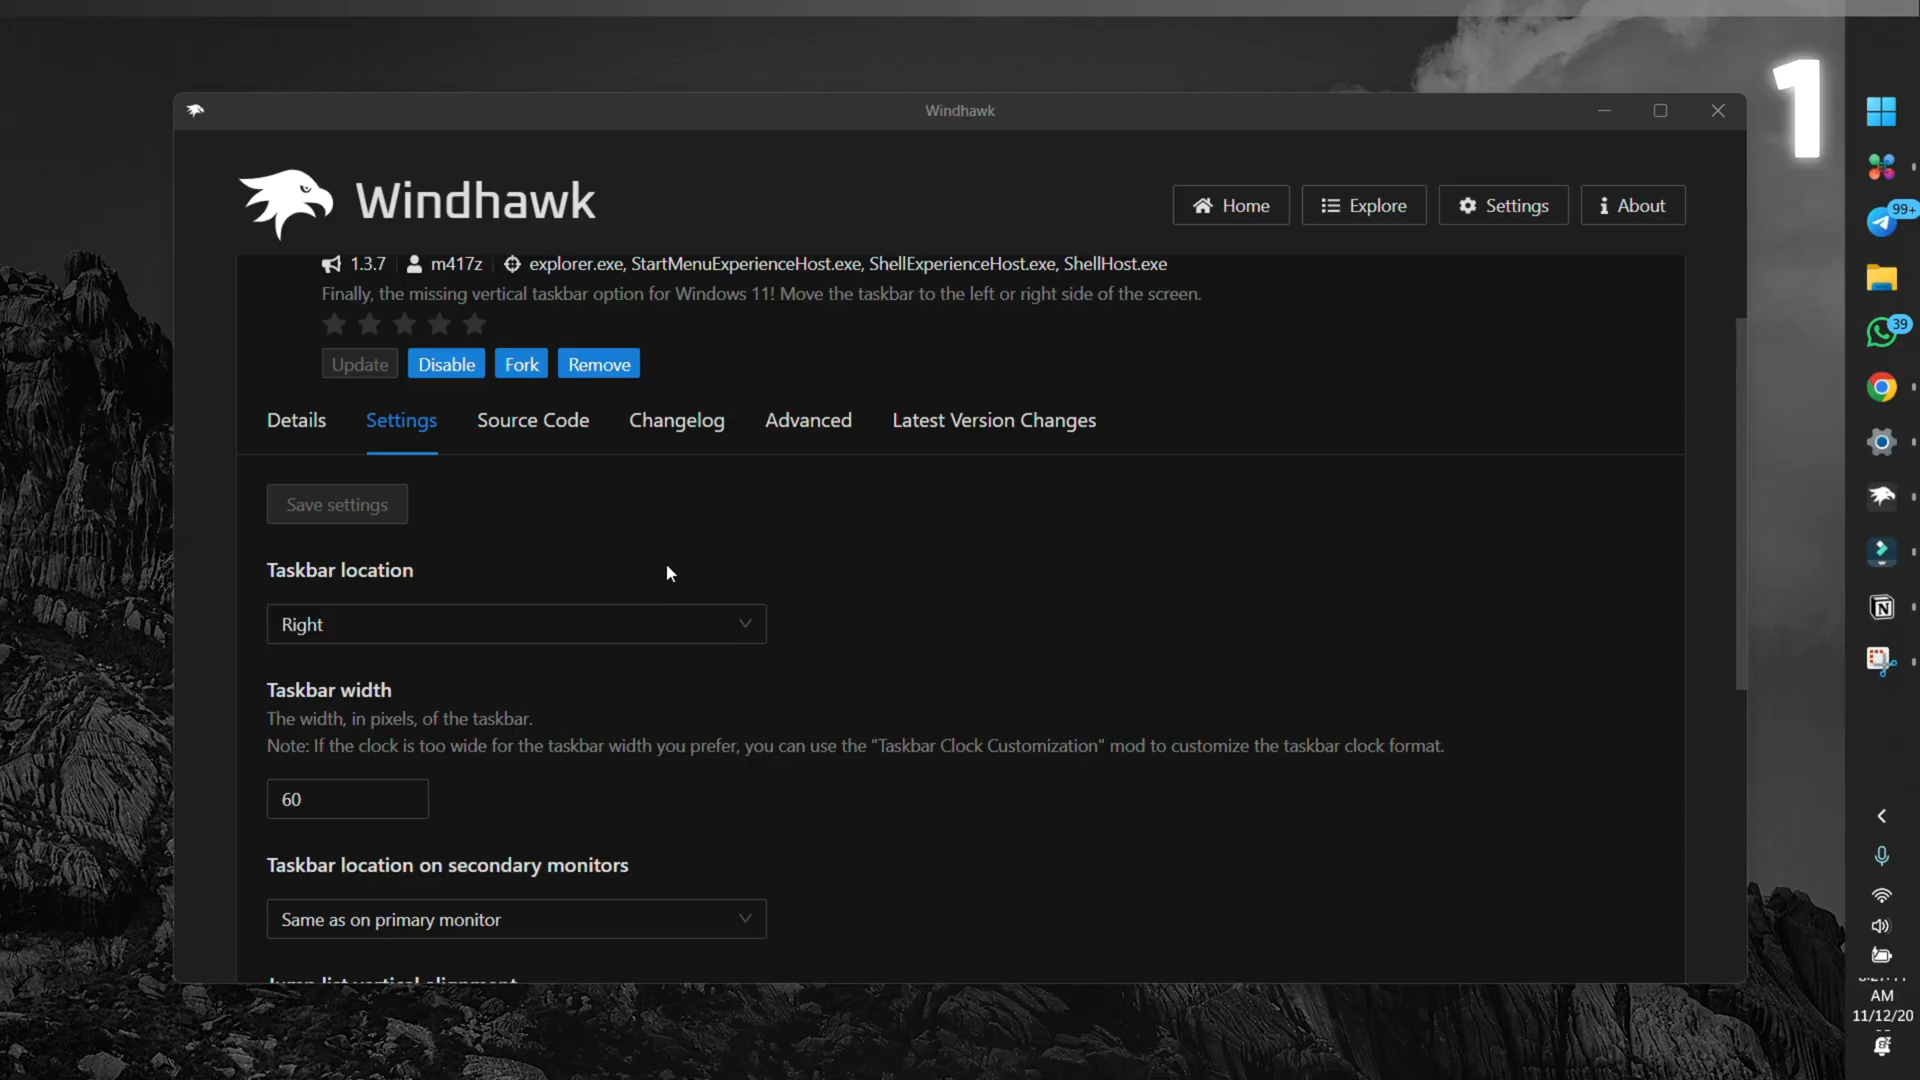 Windhawk
1
Windhawk
Home
Explore
Settings
About
1.3.7
m417z
explorer.exe, StartMenuExperienceHost.exe, ShellExperienceHost.exe, ShellHost.exe
Finally, the missing vertical taskbar option for Windows 11! Move the taskbar to the left or right side of the screen.
Update
Disable
Fork
Remove
Details
Settings
Source Code
Changelog
Advanced
Latest Version Changes
Save settings
Taskbar location
Right
Taskbar width
The width, in pixels, of the taskbar.
Note: If the clock is too wide for the taskbar width you prefer, you can use the "Taskbar Clock Customization" mod to customize the taskbar clock format.
60
Taskbar location on secondary monitors
Same as on primary monitor
99+
39
AM
11/12/20